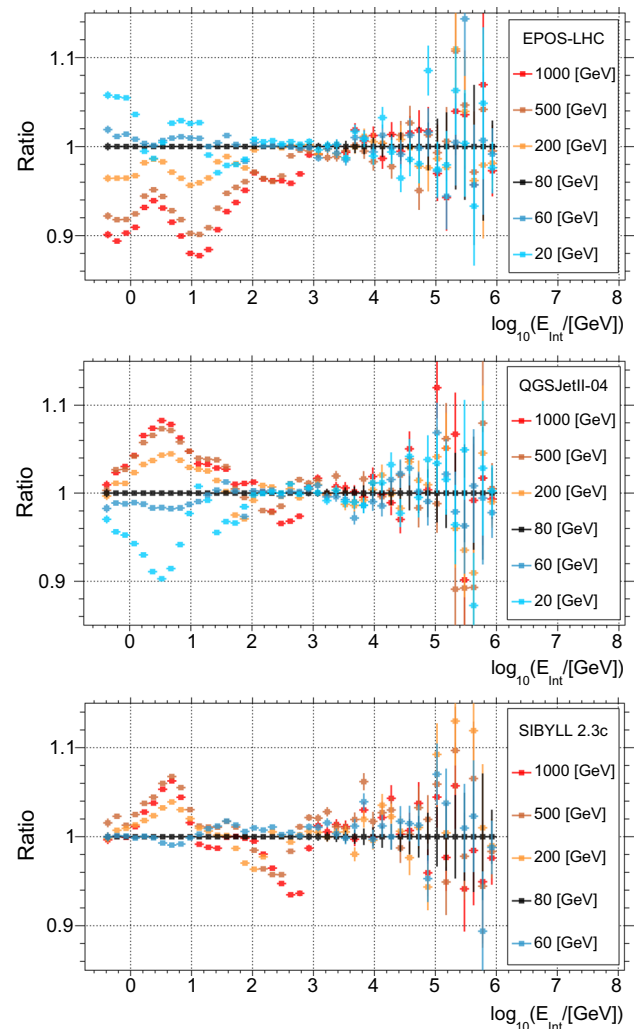 EPOS-LHC
1000 [GeV]
500 [GeV]
200 [GeV]
80 [GeV]
60 [GeV]
20 [GeV]
Ratio
1.1
1
0.9
0 1 2 3 4 5 6 7 8
log10(E_Int/[GeV])
QGSJetII-04
1000 [GeV]
500 [GeV]
200 [GeV]
80 [GeV]
60 [GeV]
20 [GeV]
Ratio
1.1
1
0.9
0 1 2 3 4 5 6 7 8
log10(E_Int/[GeV])
SIBYLL 2.3c
1000 [GeV]
500 [GeV]
200 [GeV]
80 [GeV]
60 [GeV]
Ratio
1.1
1
0.9
0 1 2 3 4 5 6 7 8
log10(E_Int/[GeV])